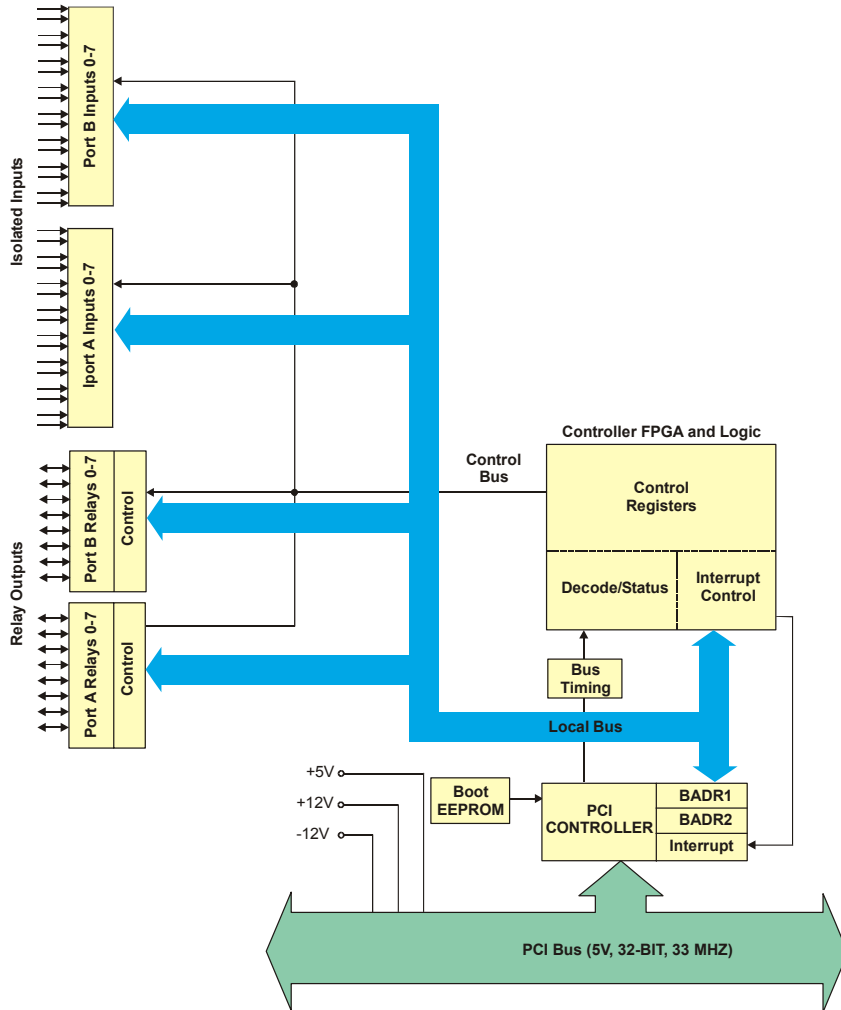 Isolated Inputs
Port B Inputs 0-7
Iport A Inputs 0-7
Relay Outputs
Port B Relays 0-7
Control
Port A Relays 0-7
Control
Control
Bus
Controller FPGA and Logic
Control
Registers
Decode/Status
Interrupt
Control
Bus
Timing
Local Bus
+5V
+12V
-12V
Boot
EEPROM
PCI
CONTROLLER
BADR1
BADR2
Interrupt
PCI Bus (5V, 32-BIT, 33 MHZ)